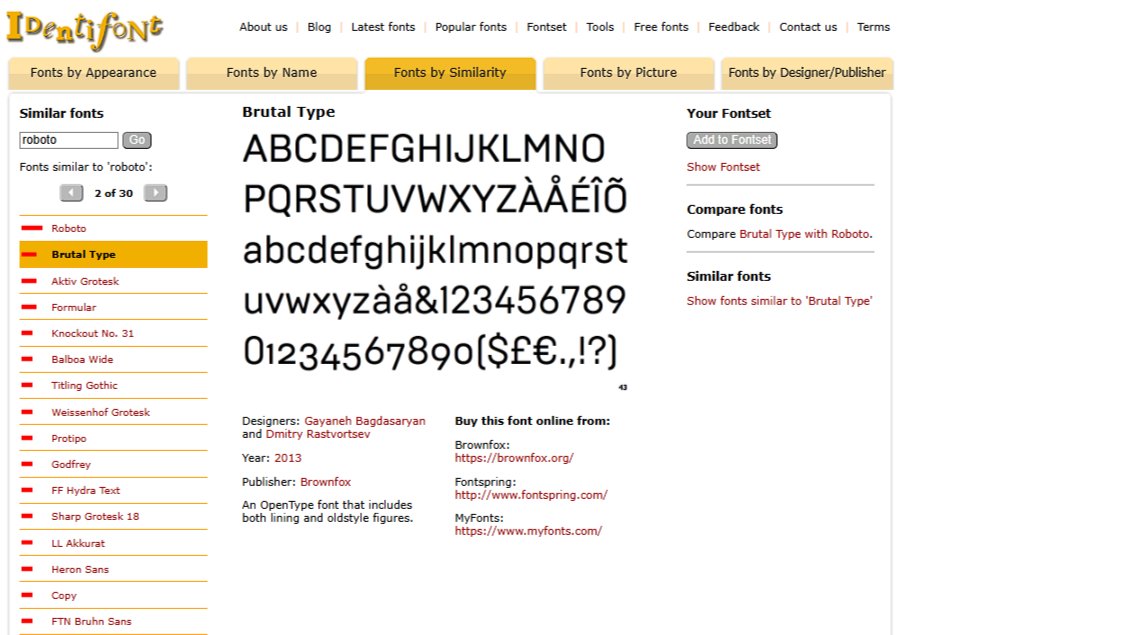 IDentifont
About us | Blog | Latest fonts | Popular fonts | Fontset | Tools | Free fonts | Feedback | Contact us | Terms
Fonts by Appearance
Fonts by Name
Fonts by Similarity
Fonts by Picture
Fonts by Designer/Publisher
Similar fonts
roboto
Go
Fonts similar to 'roboto':
2 of 30
Roboto
Brutal Type
Aktiv Grotesk
Formular
Knockout No. 31
Balboa Wide
Titling Gothic
Weissenhof Grotesk
Protipo
Godfrey
FF Hydra Text
Sharp Grotesk 18
LL Akkurat
Heron Sans
Copy
FTN Bruhn Sans
Brutal Type
ABCDEFGHIJKLMNO
PQRSTUVWXYZÀÅÉÎÕ
abcdefghijklmnopqrst
uvwxyzàå&1234567890
01234567890($£€.,!?)
43
Designers: Gayaneh Bagdasaryan
and Dmitry Rastvortsev
Year: 2013
Publisher: Brownfox
An OpenType font that includes
both lining and oldstyle figures.
Buy this font online from:
Brownfox:
https://brownfox.org/
Fontspring:
http://www.fontspring.com/
MyFonts:
https://www.myfonts.com/
Your Fontset
Add to Fontset
Show Fontset
Compare fonts
Compare Brutal Type with Roboto.
Similar fonts
Show fonts similar to 'Brutal Type'